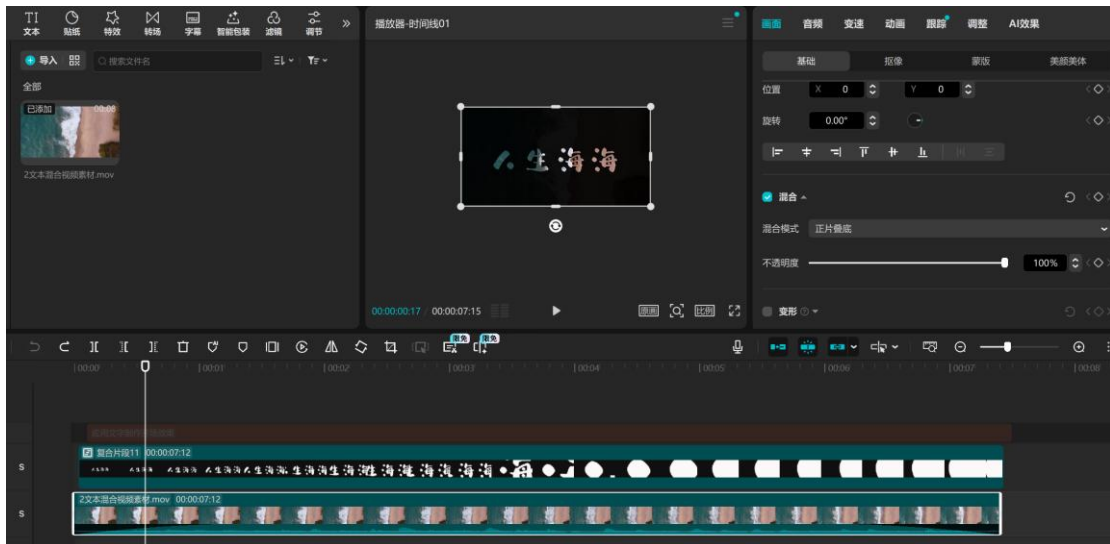 TI
文本 贴纸 特效 转场 字幕 智能包装 滤镜 调节
播放器-时间线01
画面 音频 变速 动画 跟踪 调整 AI效果
导入
搜索文件名
基础 抠像 蒙版 美颜美体
全部
位置 X 0 Y 0
已添加 00:08
旋转 0.00°
人生海海
2文本混合视频素材.mov
混合
混合模式 正片叠底
不透明度 100%
00:00:00:17 / 00:00:07:15
原画 比例
变形
限免 限免
00:00 00:01 00:02 00:03 00:04 00:05 00:06 00:07 00:08
复合片段11 00:00:07:12
S
2文本混合视频素材.mov 00:00:07:12
S